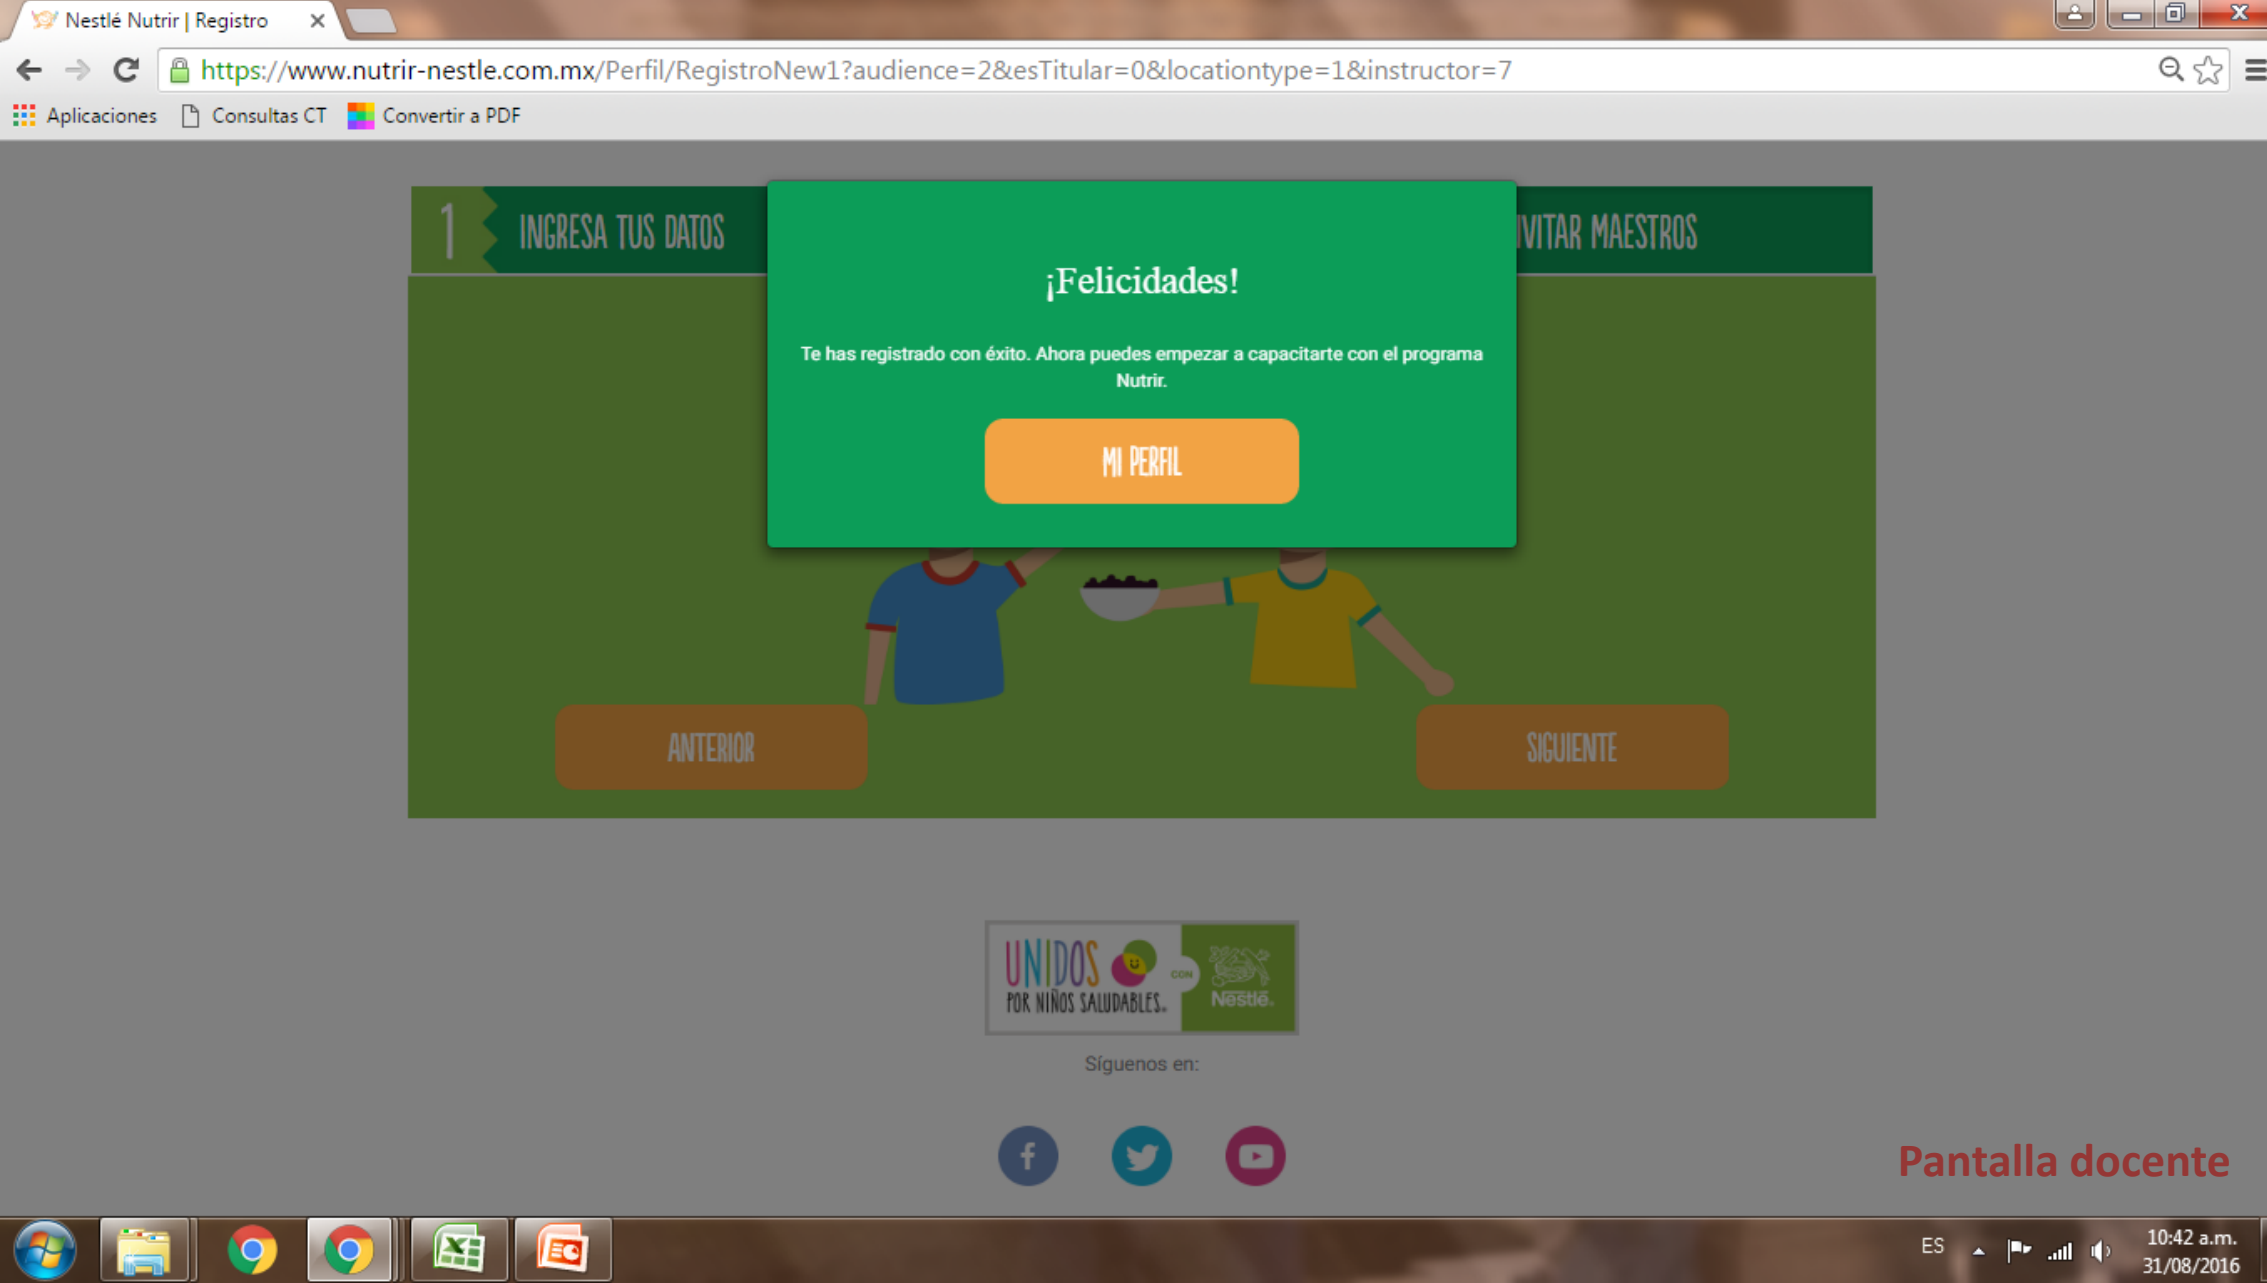 Nestlé Nutrir | Registro
https://www.nutrir-nestle.com.mx/Perfil/RegistroNew1?audience=2&esTitular=0&locationtype=1&instructor=7
Aplicaciones Consultas CT Convertir a PDF
1 INGRESA TUS DATOS
VITAR MAESTROS
¡Felicidades!
Te has registrado con éxito. Ahora puedes empezar a capacitarte con el programa
Nutrir.
MI PERFIL
ANTERIOR
SIGUIENTE
UNIDOS
POR NIÑOS SALUDABLES.
CON
Nestlé.
Síguenos en:
Pantalla docente
ES
10:42 a.m.
31/08/2016